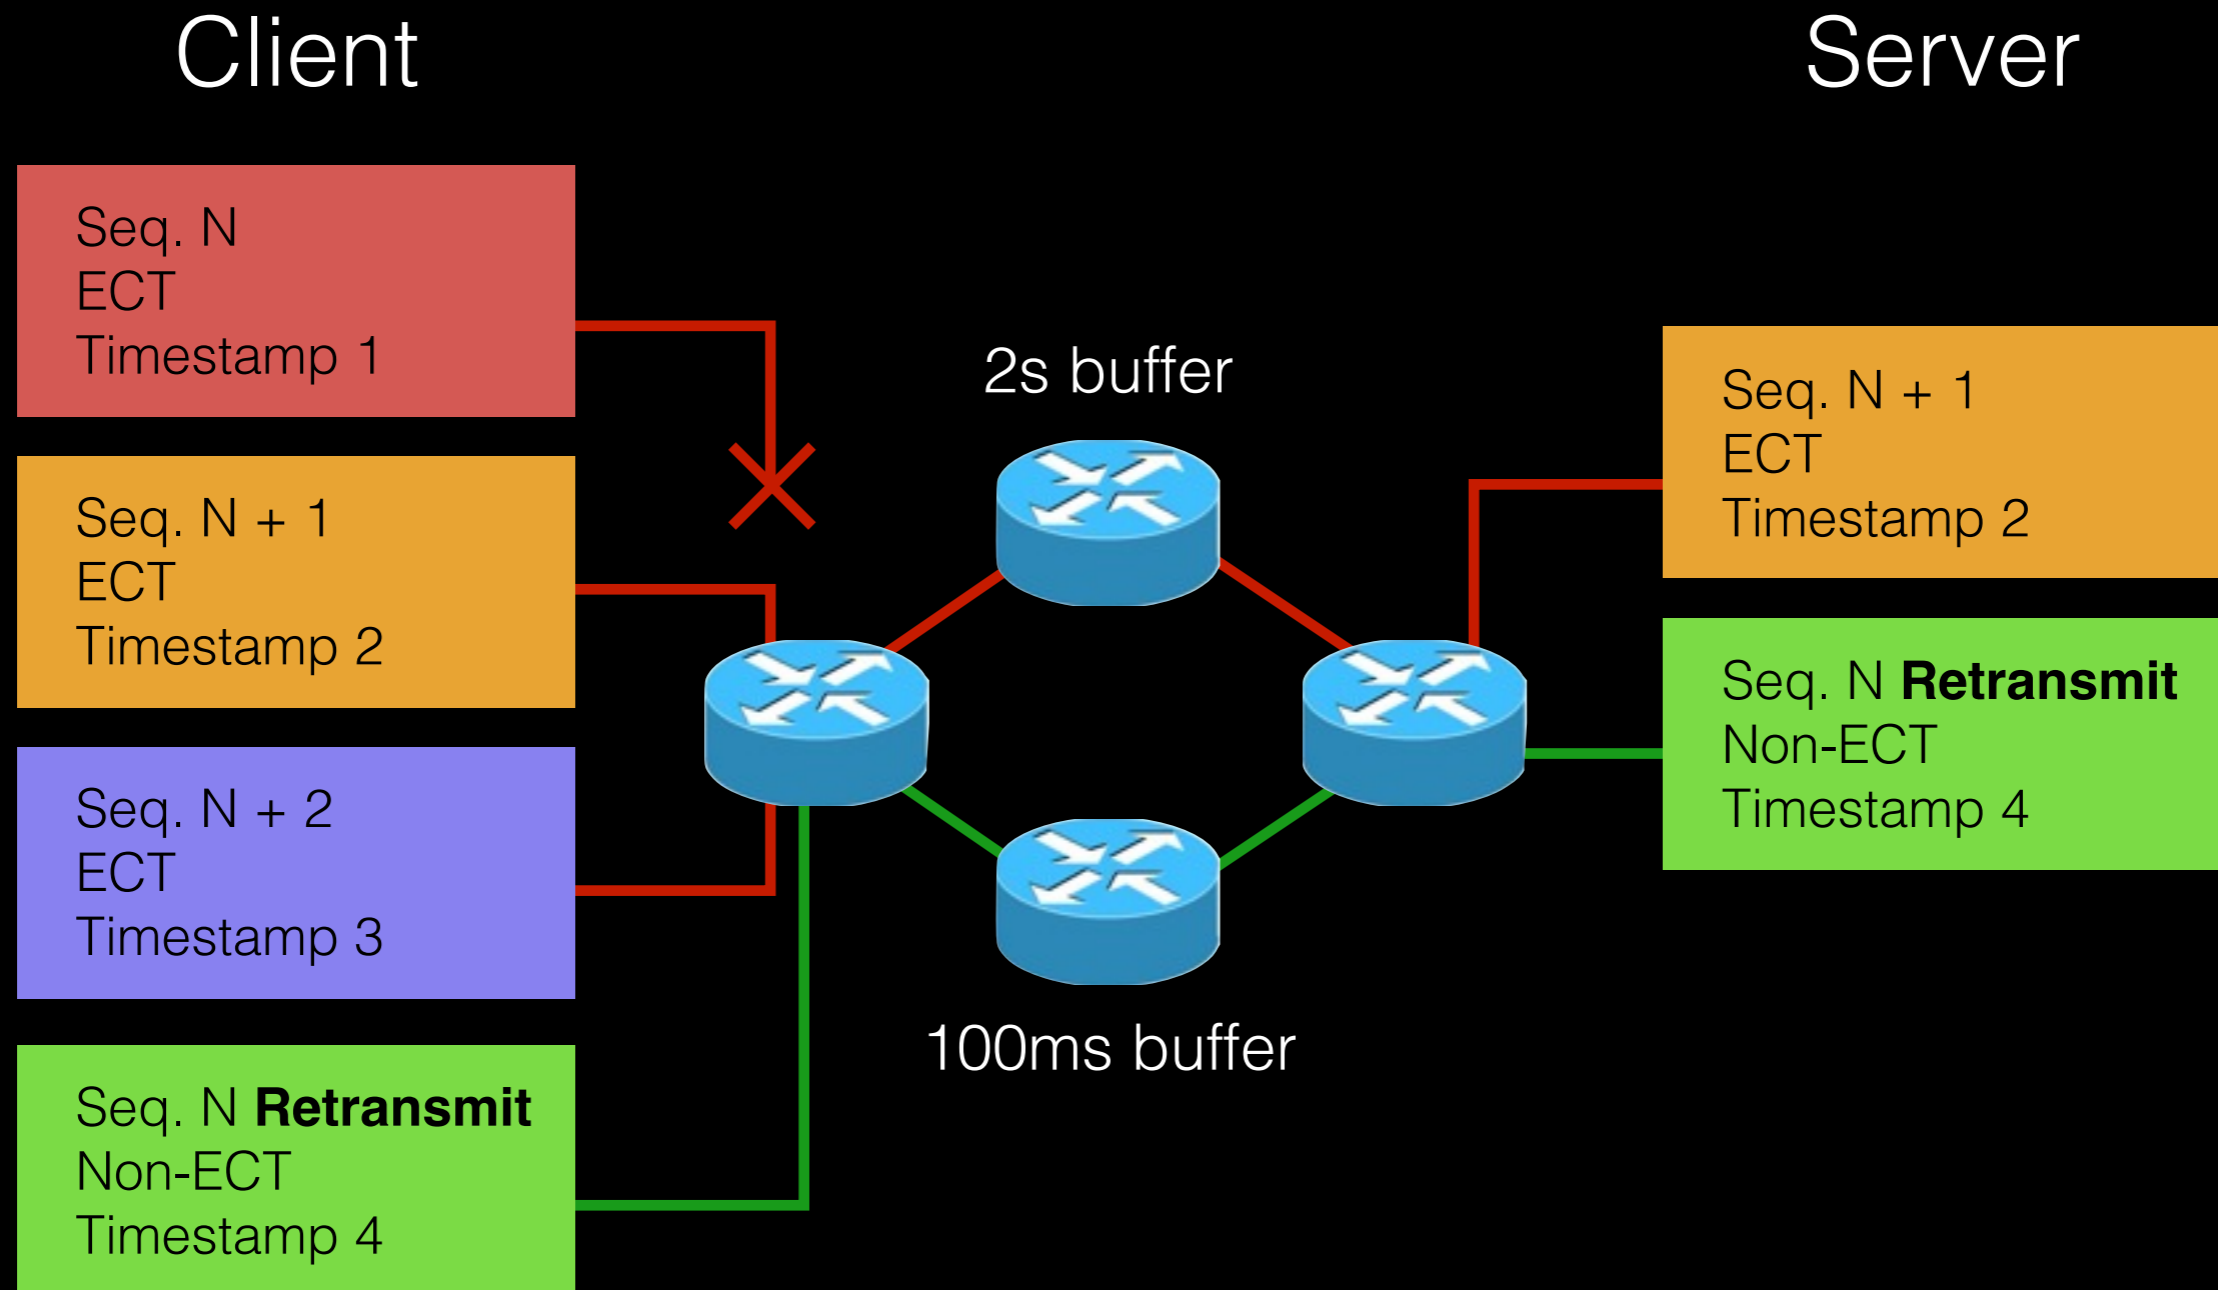 Client
Server
Seq. N
ECT
Timestamp 1
Seq. N + 1
ECT
Timestamp 2
Seq. N + 2
ECT
Timestamp 3
Seq. N Retransmit
Non-ECT
Timestamp 4
2s buffer
100ms buffer
Seq. N + 1
ECT
Timestamp 2
Seq. N Retransmit
Non-ECT
Timestamp 4